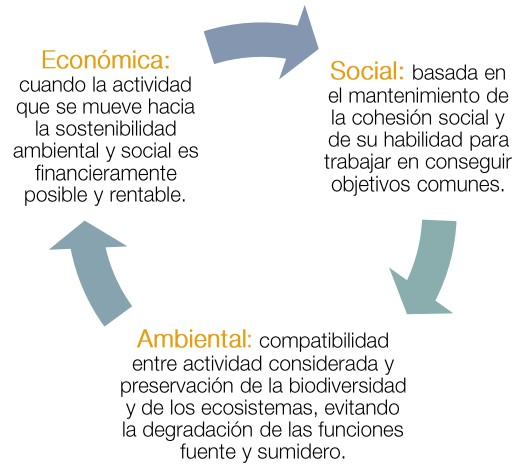 Económica:
cuando la actividad
que se mueve hacia
la sostenibilidad
ambiental y social es
financieramente
posible y rentable.
Social: basada en
el mantenimiento de
la cohesión social y
de su habilidad para
trabajar en conseguir
objetivos comunes.
Ambiental: compatibilidad
entre actividad considerada y
preservación de la biodiversidad
y de los ecosistemas, evitando
la degradación de las funciones
fuente y sumidero.